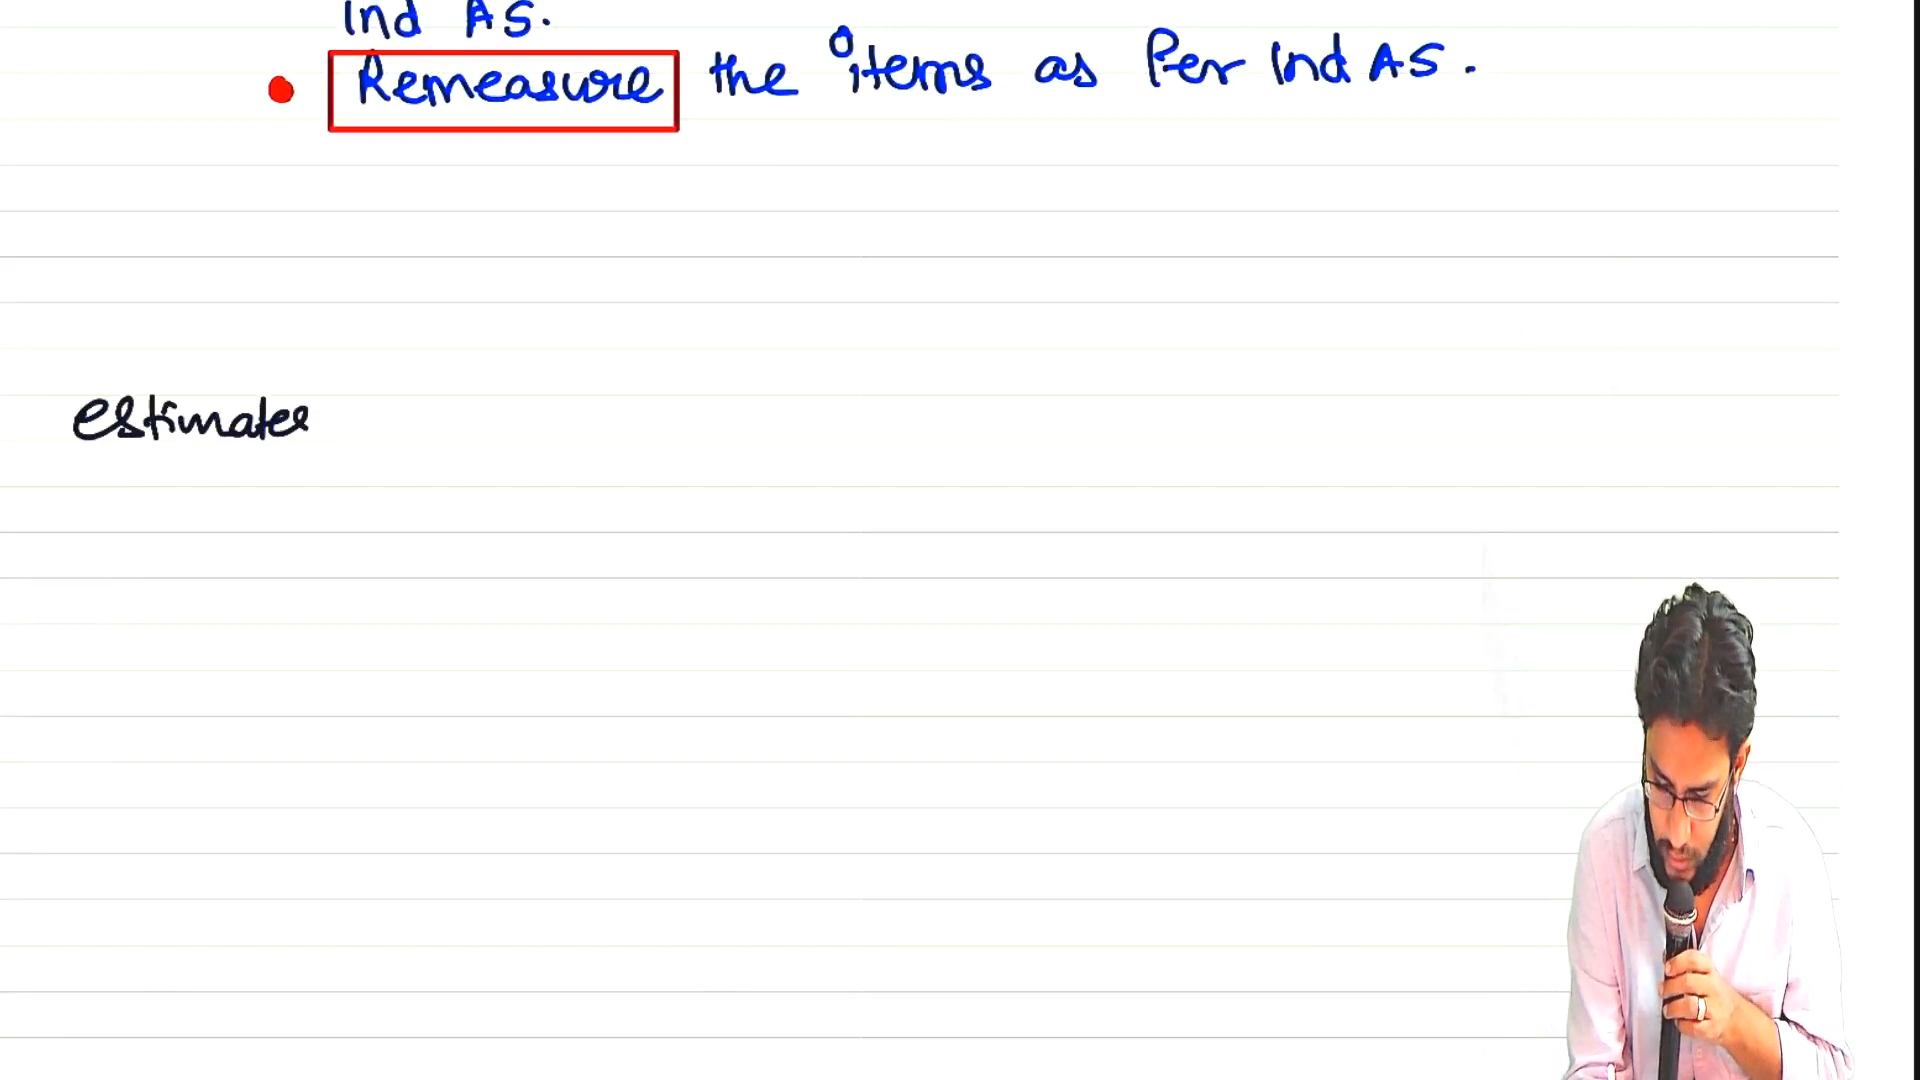 Ind AS.
• Remeasure the items as Per Ind AS.
estimates